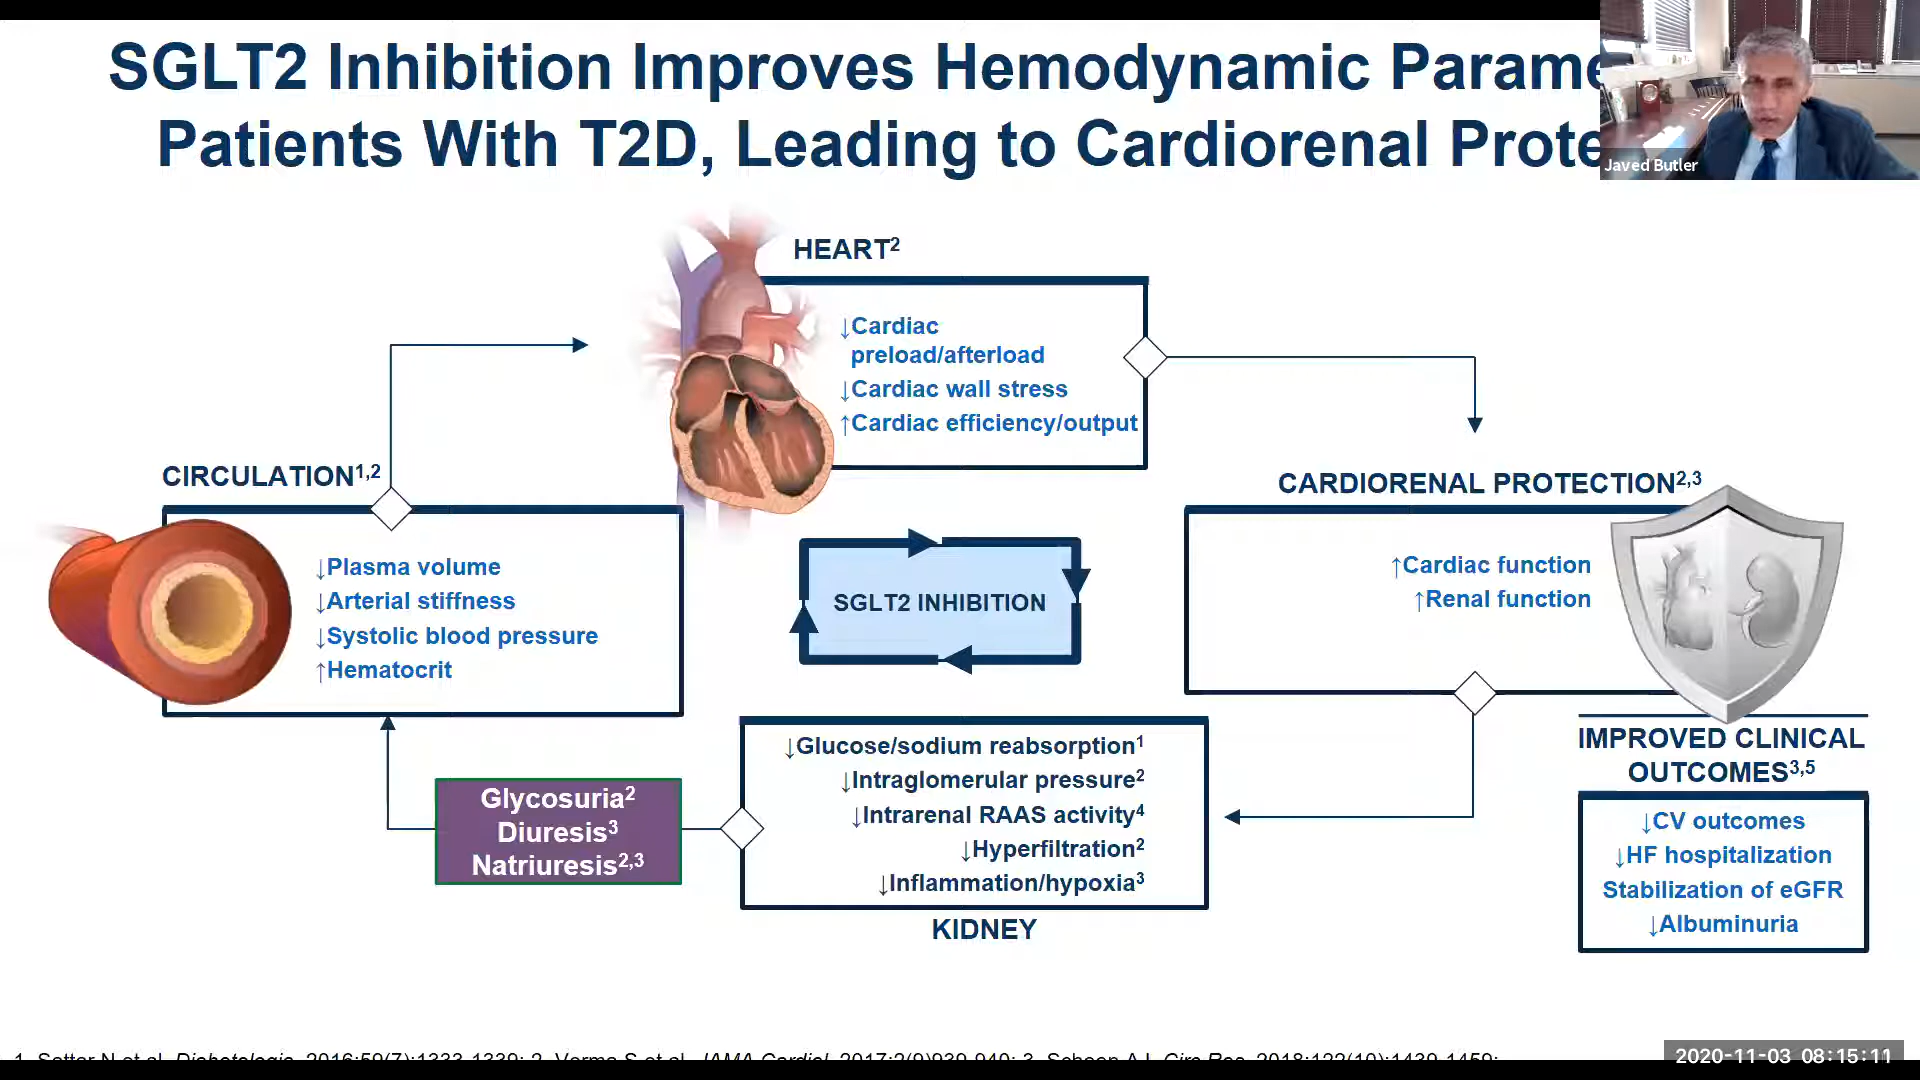 SGLT2 Inhibition Improves Hemodynamic Parame
Patients With T2D, Leading to Cardiorenal Prote
Javed Butler
HEART2
↓Cardiac
preload/afterload
↓Cardiac wall stress
↑Cardiac efficiency/output
CIRCULATION1,2
↓Plasma volume
↓Arterial stiffness
↓Systolic blood pressure
↑Hematocrit
SGLT2 INHIBITION
CARDIORENAL PROTECTION2,3
↑Cardiac function
↑Renal function
Glycosuria2
Diuresis3
Natriuresis2,3
↓Glucose/sodium reabsorption1
↓Intraglomerular pressure2
↓Intrarenal RAAS activity4
↓Hyperfiltration2
↓Inflammation/hypoxia3
KIDNEY
IMPROVED CLINICAL
OUTCOMES3,5
↓CV outcomes
↓HF hospitalization
Stabilization of eGFR
↓Albuminuria
2020-11-03 08:15:11